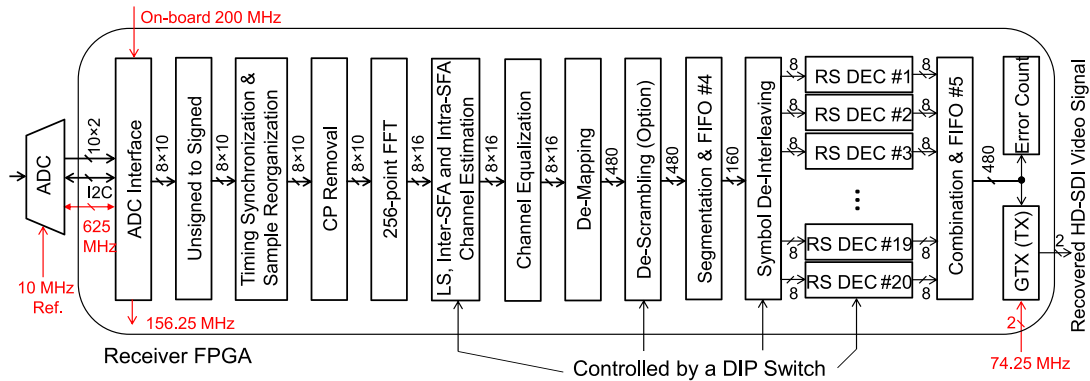 On-board 200 MHz
ADC
10×2
I2C
625
MHz
10 MHz
Ref.
ADC Interface
156.25 MHz
8×10
Unsigned to Signed
8×10
Timing Synchronization &
Sample Reorganization
8×10
CP Removal
8×10
256-point FFT
8×16
LS, Inter-SFA and Intra-SFA
Channel Estimation
8×16
Channel Equalization
8×16
De-Mapping
480
De-Scrambling (Option)
480
Segmentation & FIFO #4
160
Symbol De-Interleaving
8
RS DEC #1
8
8
RS DEC #2
8
8
RS DEC #3
8
...
8
RS DEC #19
8
8
RS DEC #20
8
Combination & FIFO #5
480
Error Count
GTX (TX)
2
Recovered HD-SDI Video Signal
2
74.25 MHz
Receiver FPGA
Controlled by a DIP Switch